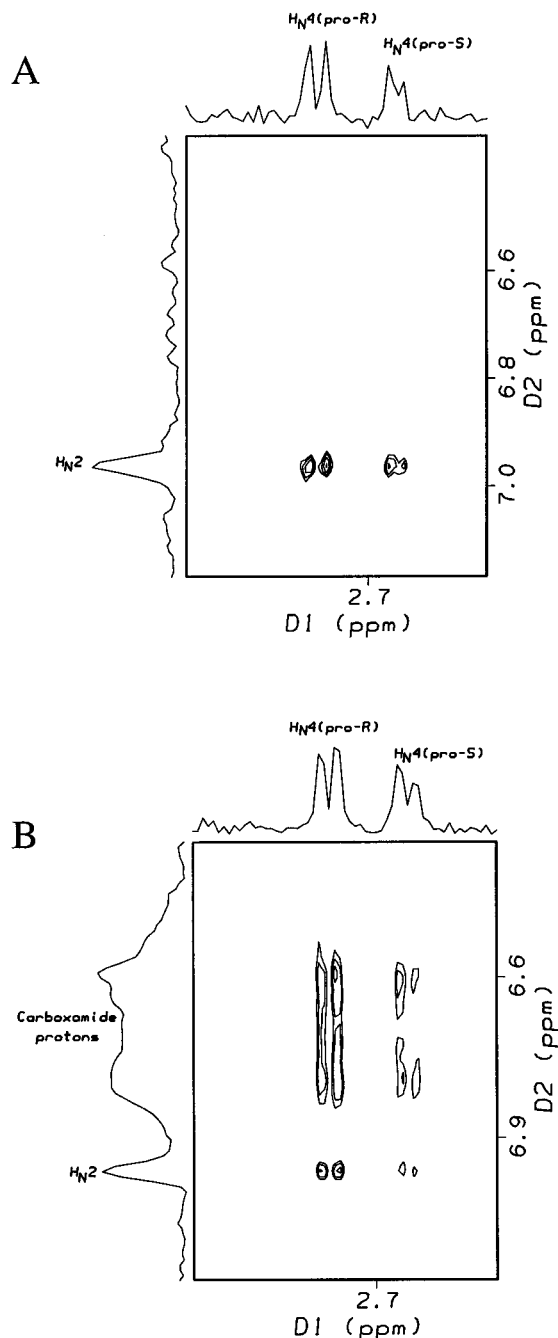 A
HN4(pro-R)
HN4(pro-S)
HN2
6.6
6.8
7.0
D2 (ppm)
2.7
D1 (ppm)
B
HN4(pro-R)
HN4(pro-S)
Carboxamide
protons
HN2
6.6
6.9
D2 (ppm)
2.7
D1 (ppm)